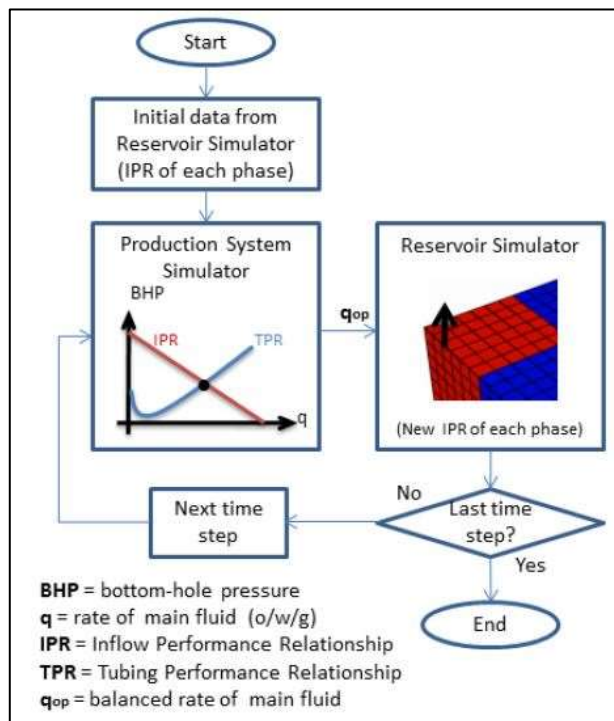 Start
Initial data from
Reservoir Simulator
(IPR of each phase)
Production System
Simulator
BHP
IPR
TPR
q
qop
Reservoir Simulator
(New IPR of each phase)
No
Last time
step?
Next time
step
Yes
End
BHP = bottom-hole pressure
q = rate of main fluid (o/w/g)
IPR = Inflow Performance Relationship
TPR = Tubing Performance Relationship
qop = balanced rate of main fluid